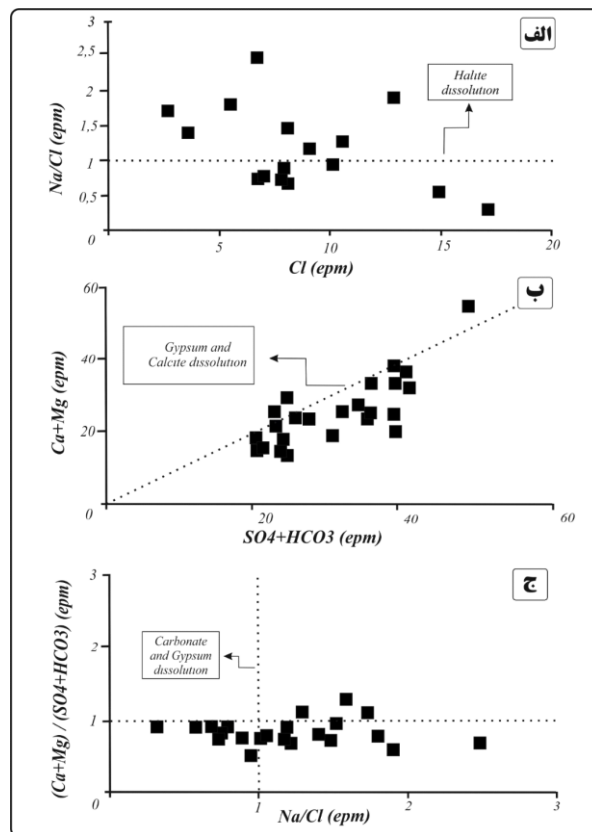 الف
3
2,5
2
1,5
1
0,5
0
Na/Cl (epm)
Halite
dissolution
5
10
15
20
Cl (epm)
ب
60
40
20
0
Ca+Mg (epm)
Gypsum and
Calcite dissolution
20
40
60
SO4+HCO3 (epm)
ج
3
2
1
0
(Ca+Mg) / (SO4+HCO3) (epm)
Carbonate
and Gypsum
dissolution
1
2
3
Na/Cl (epm)